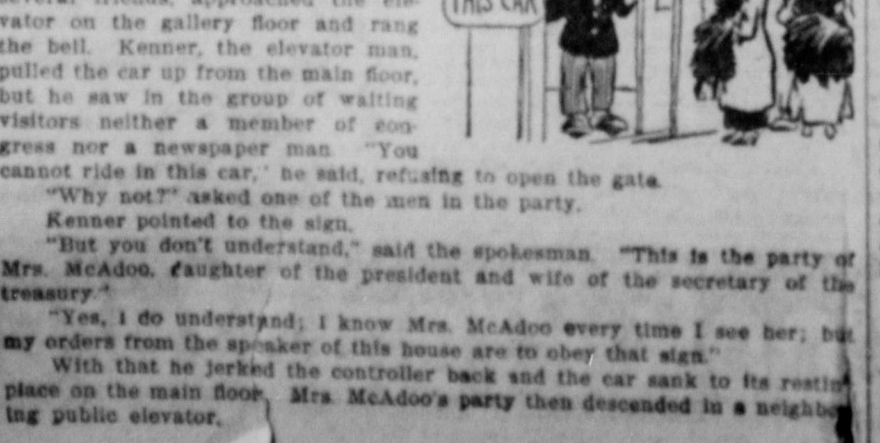 several friends, approached the ele-
THIS CAR
vator on the gallery floor and rang
the bell. Kenner, the elevator man,
pulled the car up from the main floor,
but he saw in the group of waiting
visitors neither a member of con-
gress nor a newspaper man. "You
cannot ride in this car," he said, refusing to open the gate.
"Why not?" asked one of the men in the party.
Kenner pointed to the sign.
"But you don't understand," said the spokesman. "This is the party of
Mrs. McAdoo, daughter of the president and wife of the secretary of the
treasury."
"Yes, I do understand; I know Mrs. McAdoo every time I see her; but
my orders from the speaker of this house are to obey that sign."
With that he jerked the controller back and the car sank to its restin
place on the main floor. Mrs. McAdoo's party then descended in a neighbo
ing public elevator.